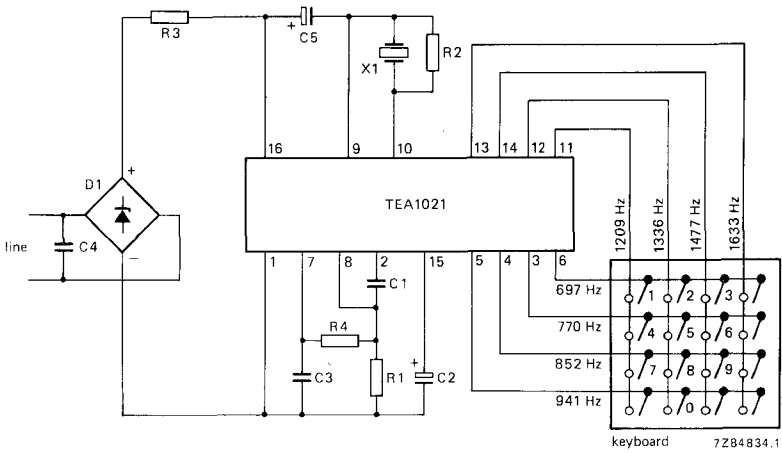 R3
C5
+
X1
R2
16
9
10
13
14
12
11
D1
+
TEA1021
line
C4
−
1
7
8
2
15
5
4
3
6
C1
R4
C3
R1
+
C2
1209 Hz
1336 Hz
1477 Hz
1633 Hz
697 Hz
1
2
3
770 Hz
4
5
6
852 Hz
7
8
9
941 Hz
0
keyboard
7Z84834.1